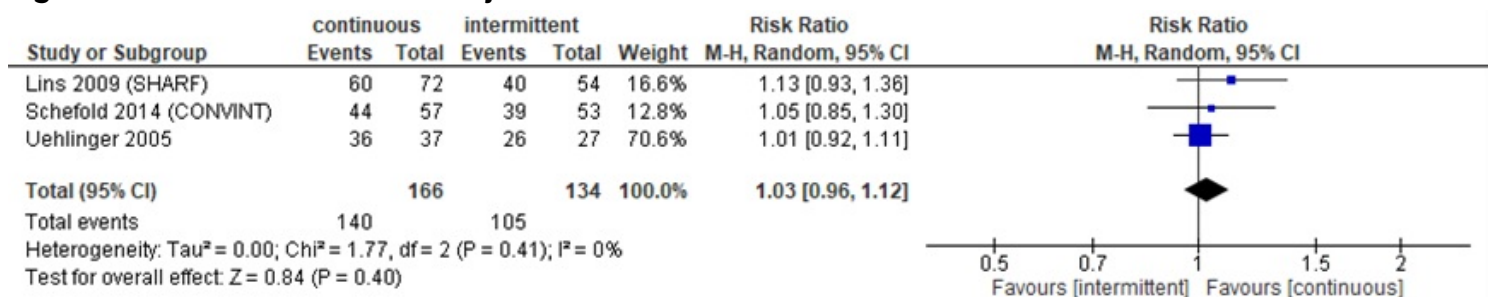 continuous intermittent Risk Ratio Risk Ratio
Study or Subgroup Events Total Events Total Weight M-H, Random, 95% CI M-H, Random, 95% CI
Lins 2009 (SHARF) 60 72 40 54 16.6% 1.13 [0.93, 1.36]
Schefold 2014 (CONVINT) 44 57 39 53 12.8% 1.05 [0.85, 1.30]
Uehlinger 2005 36 37 26 27 70.6% 1.01 [0.92, 1.11]
Total (95% CI) 166 134 100.0% 1.03 [0.96, 1.12]
Total events 140 105
Heterogeneity: Tau² = 0.00; Chi² = 1.77, df = 2 (P = 0.41); I² = 0%
Test for overall effect: Z = 0.84 (P = 0.40)
0.5 0.7 1 1.5 2
Favours [intermittent] Favours [continuous]